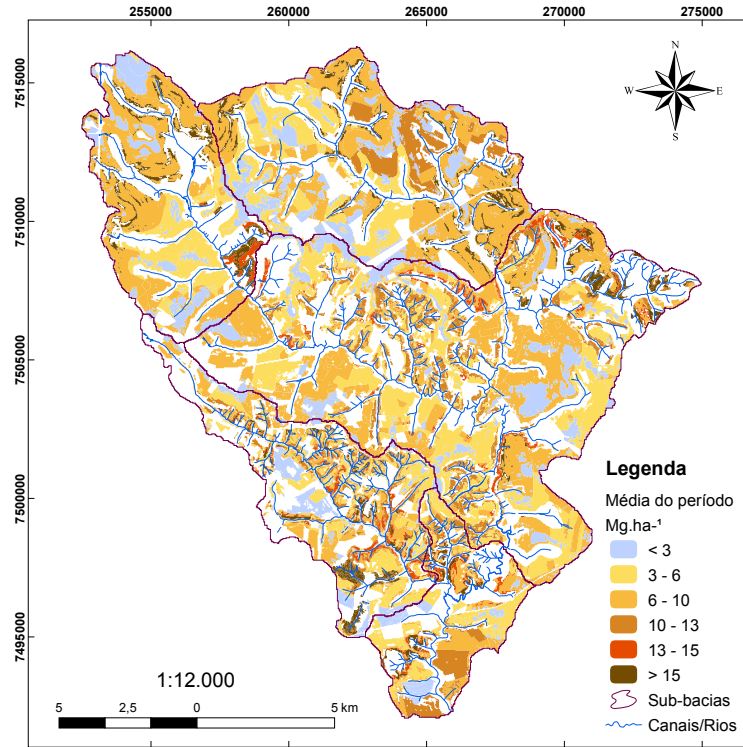 255000 260000 265000 270000 275000
N
W E
S
7515000
7510000
7505000
7500000
7495000
Legenda
Média do período
Mg.ha-¹
< 3
3 - 6
6 - 10
10 - 13
13 - 15
> 15
Sub-bacias
Canais/Rios
1:12.000
5 2,5 0 5 km